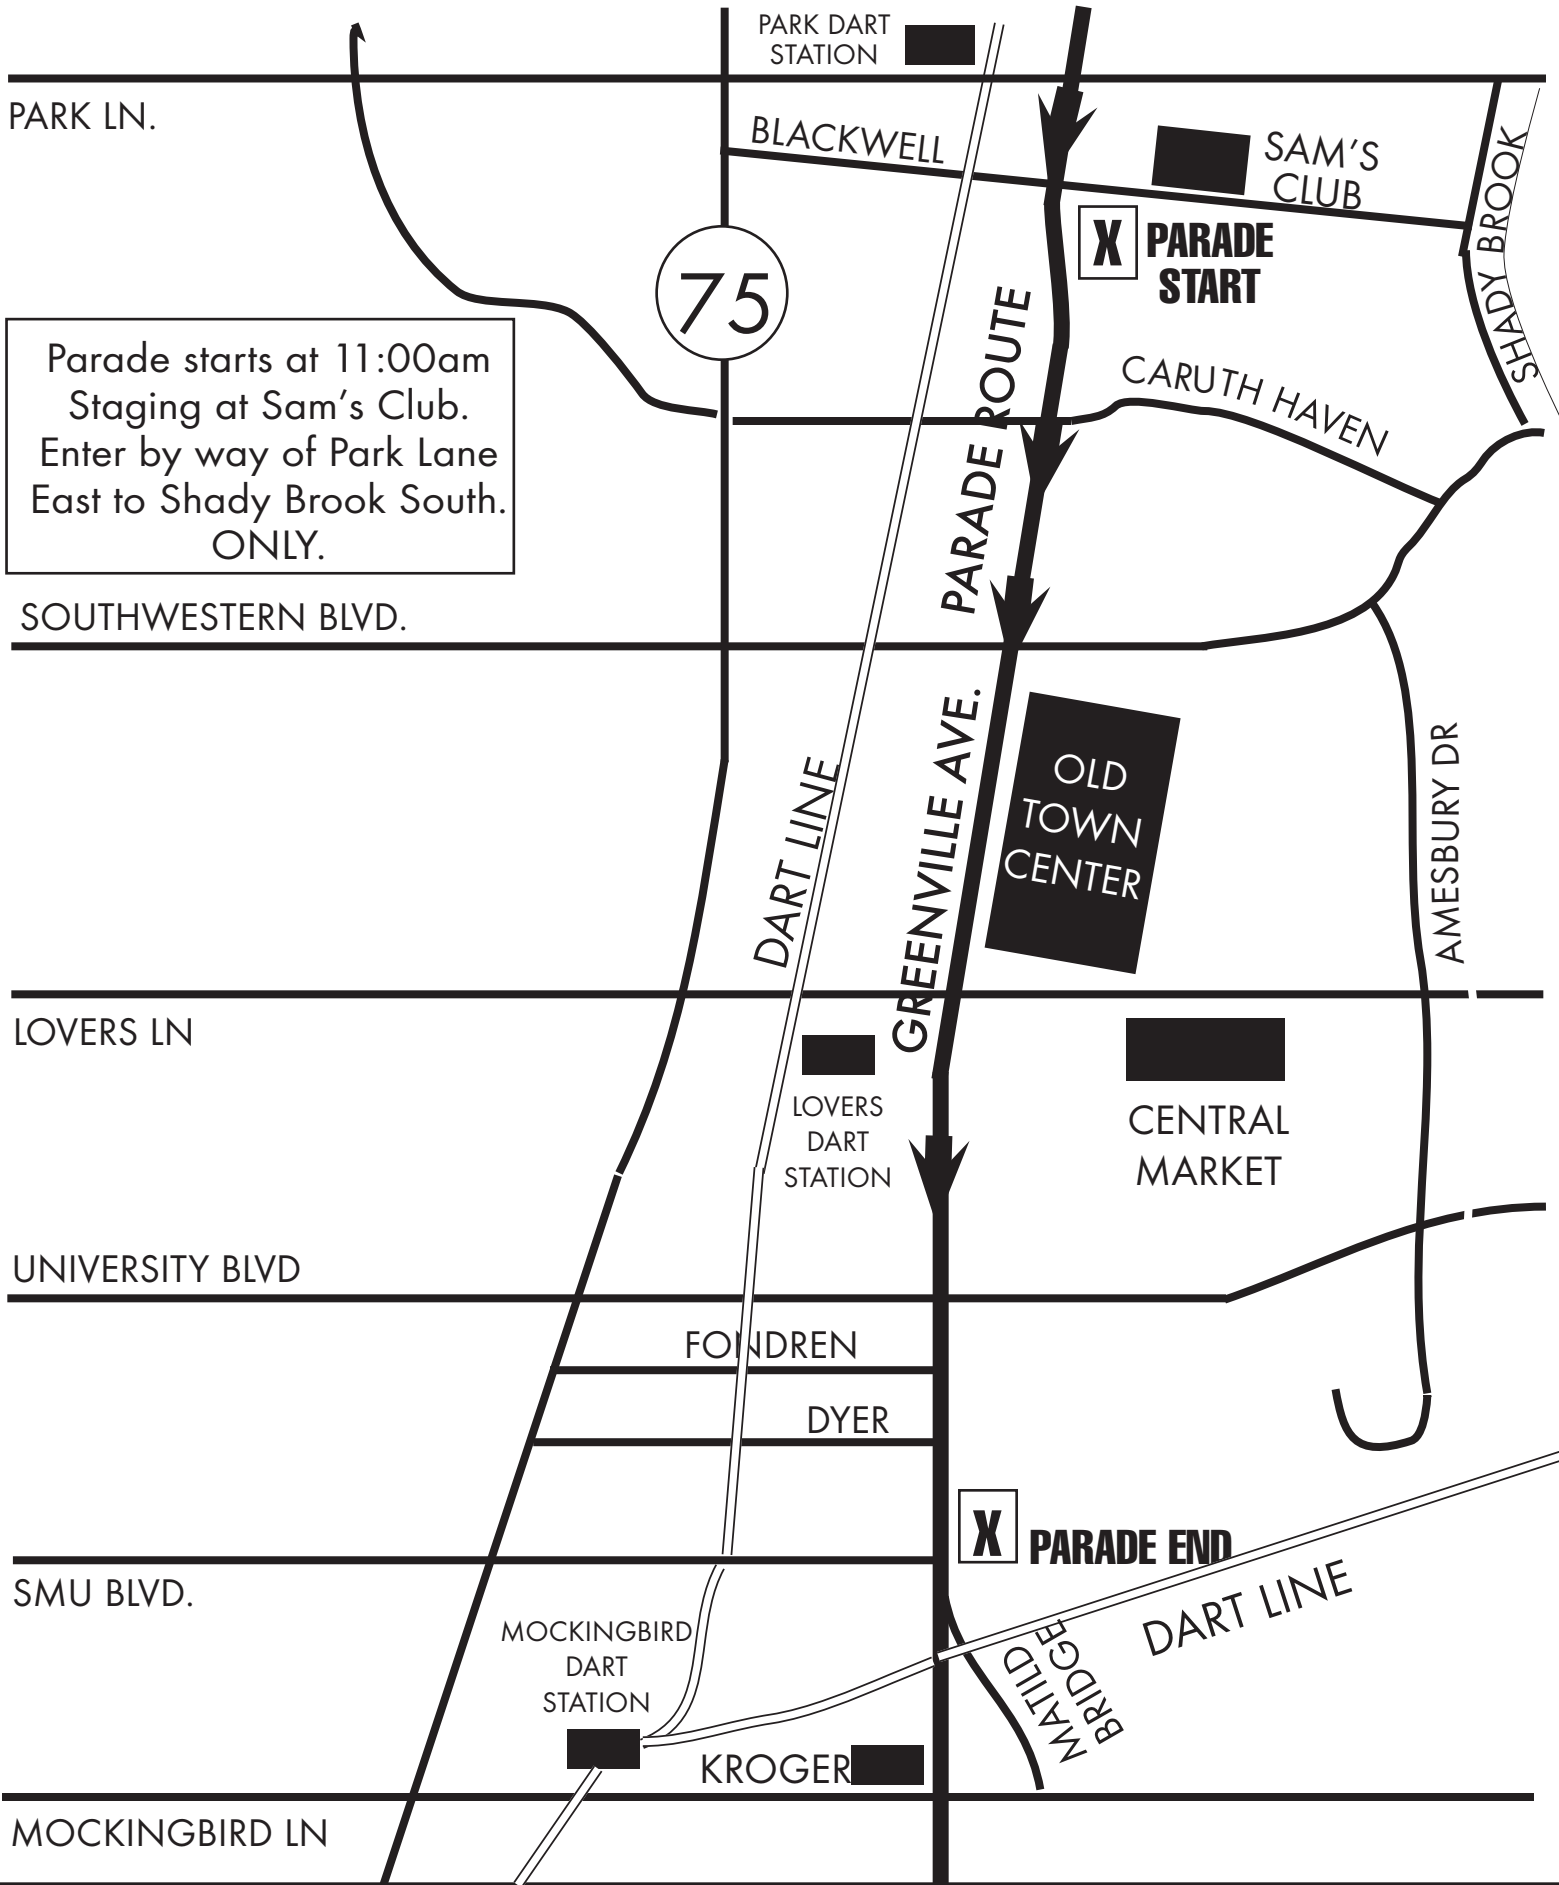 PARK DART
STATION
PARK LN.
BLACKWELL
SAM'S
CLUB
SHADY BROOK
X PARADE
START
75
PARADE ROUTE
CARUTH HAVEN
Parade starts at 11:00am
Staging at Sam's Club.
Enter by way of Park Lane
East to Shady Brook South.
ONLY.
SOUTHWESTERN BLVD.
GREENVILLE AVE.
OLD
TOWN
CENTER
AMESBURY DR
DART LINE
LOVERS LN
LOVERS
DART
STATION
CENTRAL
MARKET
UNIVERSITY BLVD
FONDREN
DYER
X PARADE END
SMU BLVD.
DART LINE
MATILD
BRIDGE
MOCKINGBIRD
DART
STATION
KROGER
MOCKINGBIRD LN